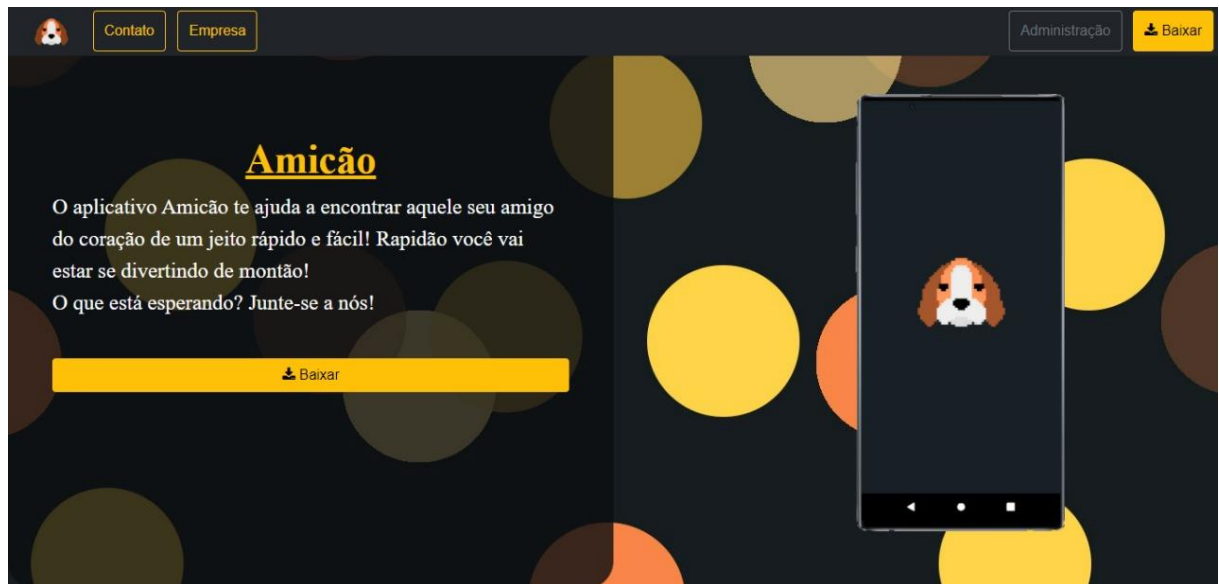 Contato
Empresa
Administração
Baixar
Amicão
O aplicativo Amicão te ajuda a encontrar aquele seu amigo
do coração de um jeito rápido e fácil! Rapidão você vai
estar se divertindo de montão!
O que está esperando? Junte-se a nós!
Baixar